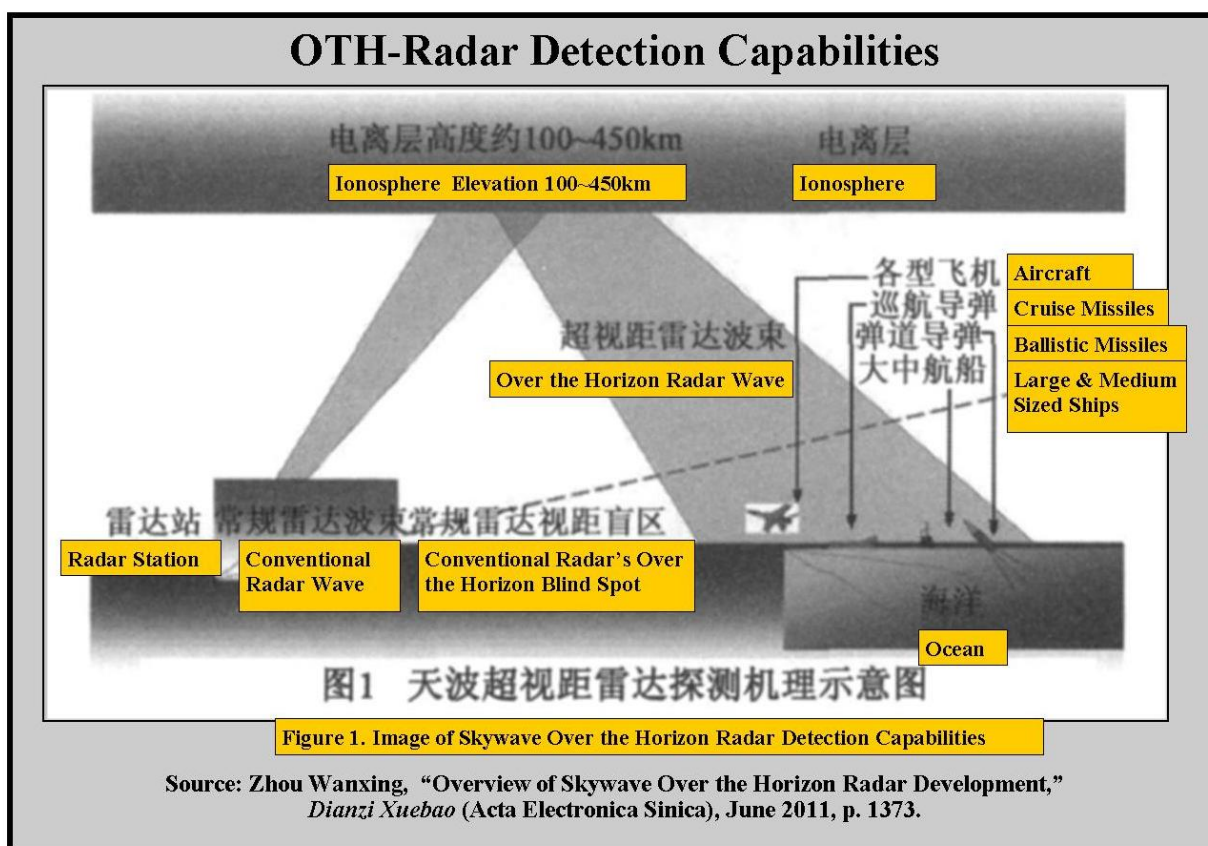 OTH-Radar Detection Capabilities
电离层高度约100~450km
电离层
Ionosphere Elevation 100~450km
Ionosphere
各型飞机
Aircraft
巡航导弹
Cruise Missiles
超视距雷达波束
弹道导弹
Ballistic Missiles
大中航船
Over the Horizon Radar Wave
Large & Medium
Sized Ships
雷达站
常规雷达波束
常规雷达视距盲区
Radar Station
Conventional
Radar Wave
Conventional Radar's Over
the Horizon Blind Spot
海洋
Ocean
图1 天波超视距雷达探测机理示意图
Figure 1. Image of Skywave Over the Horizon Radar Detection Capabilities
Source: Zhou Wanxing, “Overview of Skywave Over the Horizon Radar Development,”
Dianzi Xuebao (Acta Electronica Sinica), June 2011, p. 1373.